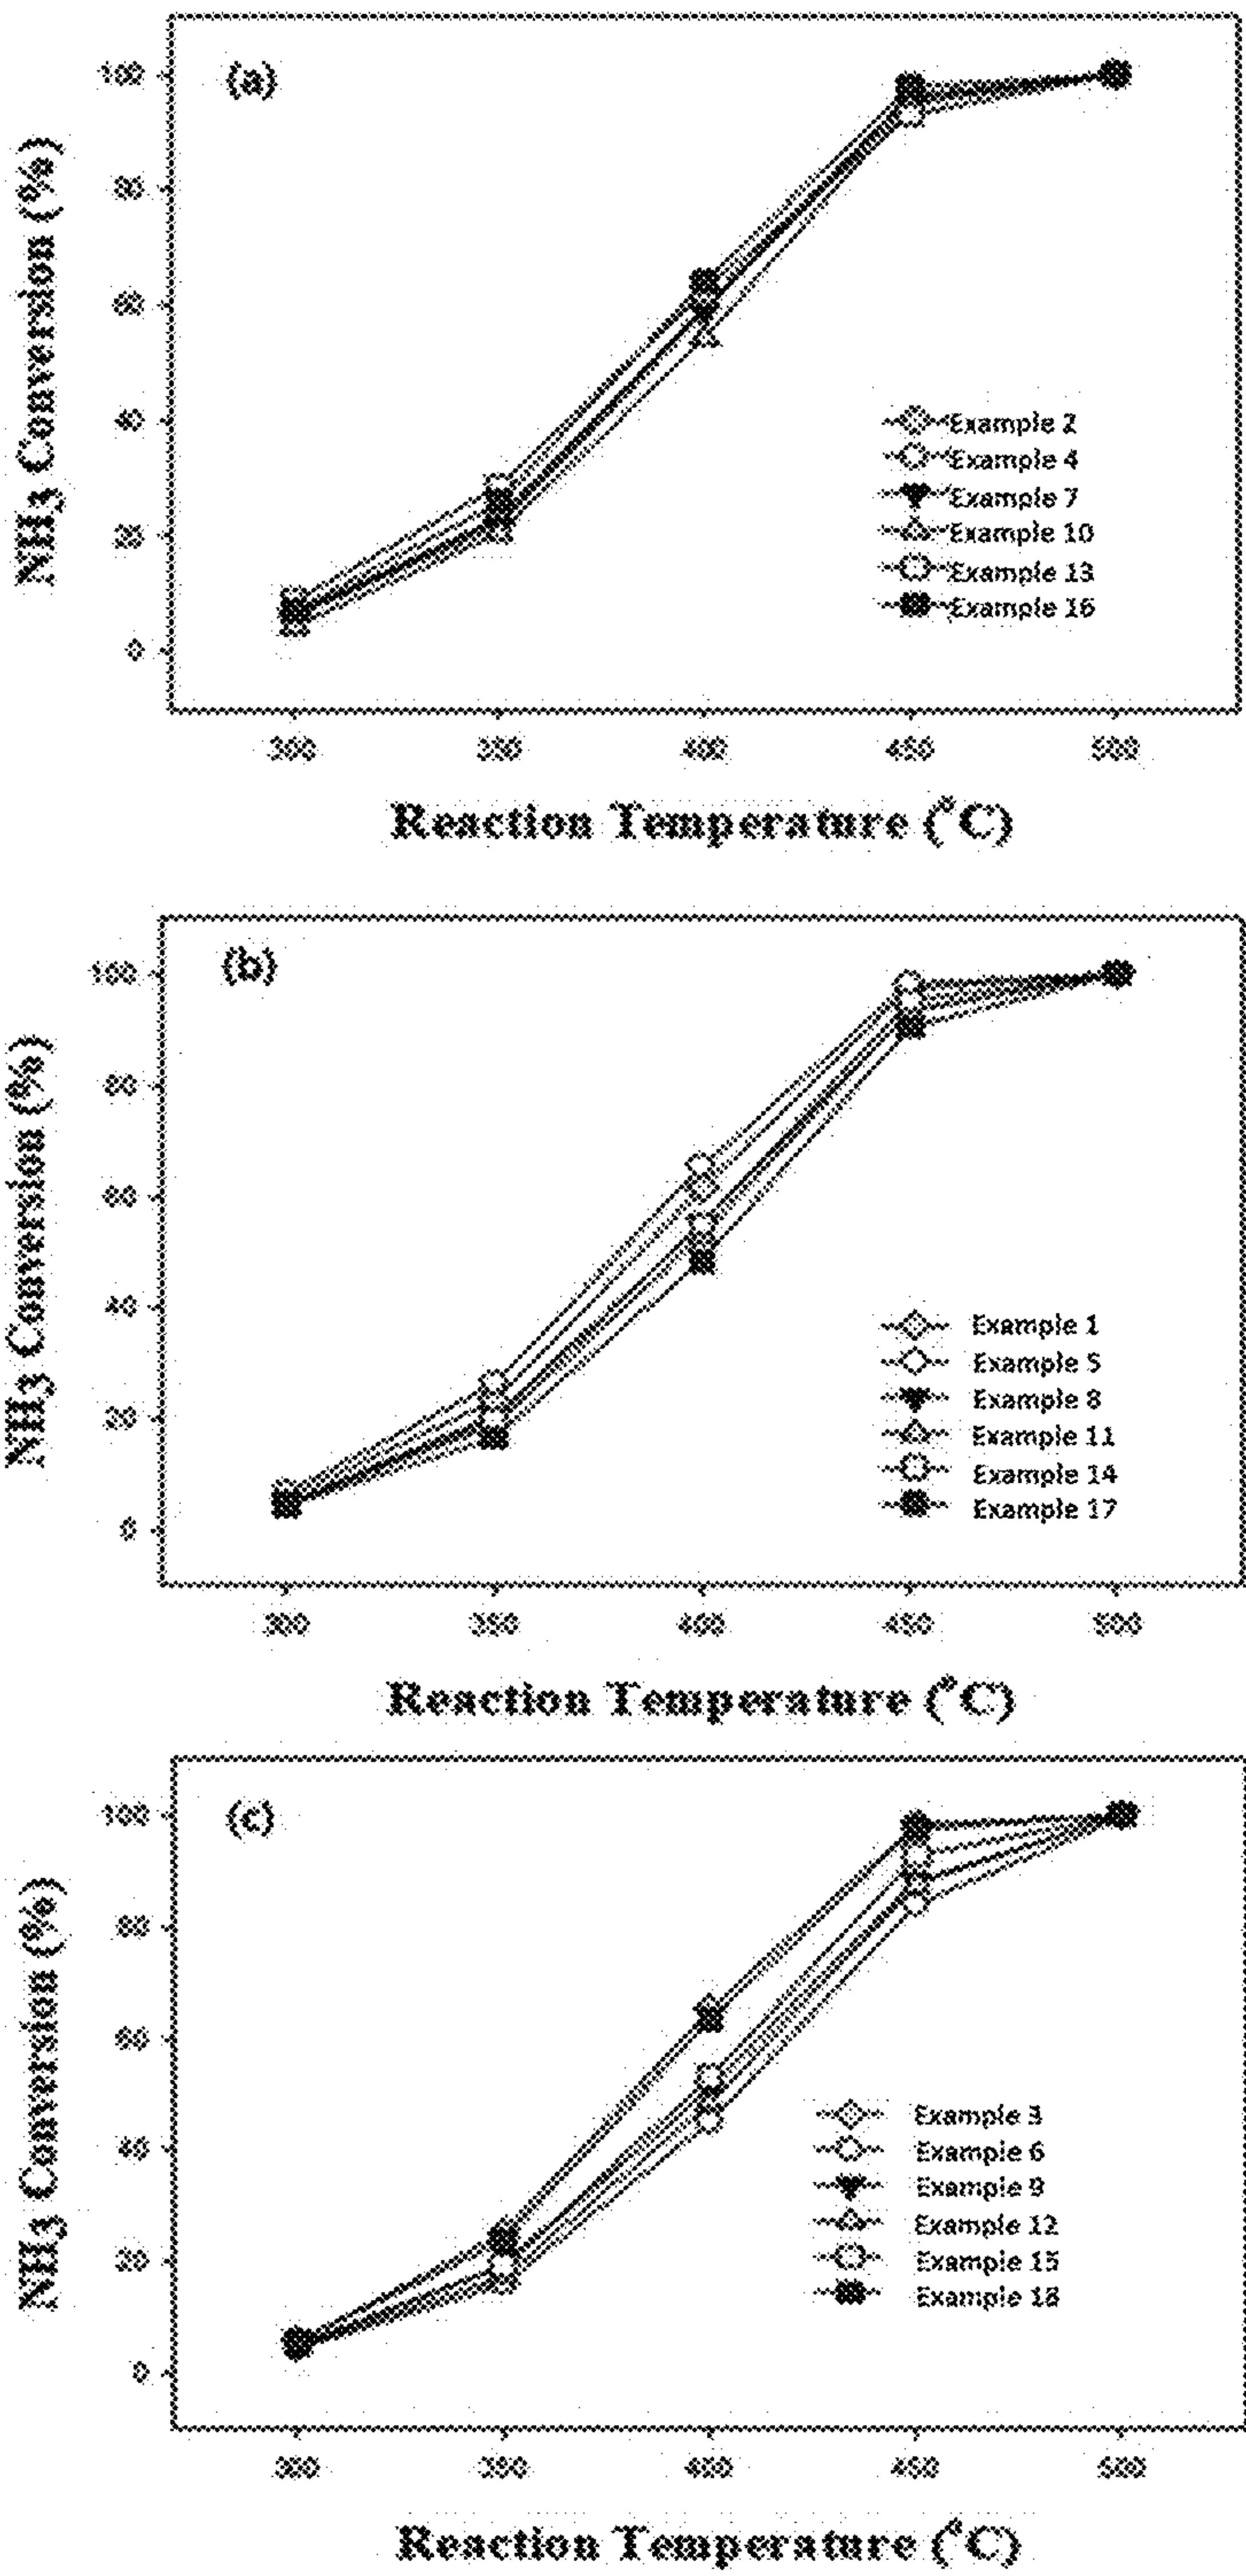 (a)
NH3 Conversion (%)
100
80
60
40
20
0
Example 2
Example 4
Example 7
Example 10
Example 13
Example 16
300 350 400 450 500
Reaction Temperature (°C)
(b)
NH3 Conversion (%)
100
80
60
40
20
0
Example 1
Example 5
Example 8
Example 11
Example 14
Example 17
300 350 400 450 500
Reaction Temperature (°C)
(c)
NH3 Conversion (%)
100
80
60
40
20
0
Example 3
Example 6
Example 9
Example 12
Example 15
Example 18
300 350 400 450 500
Reaction Temperature (°C)